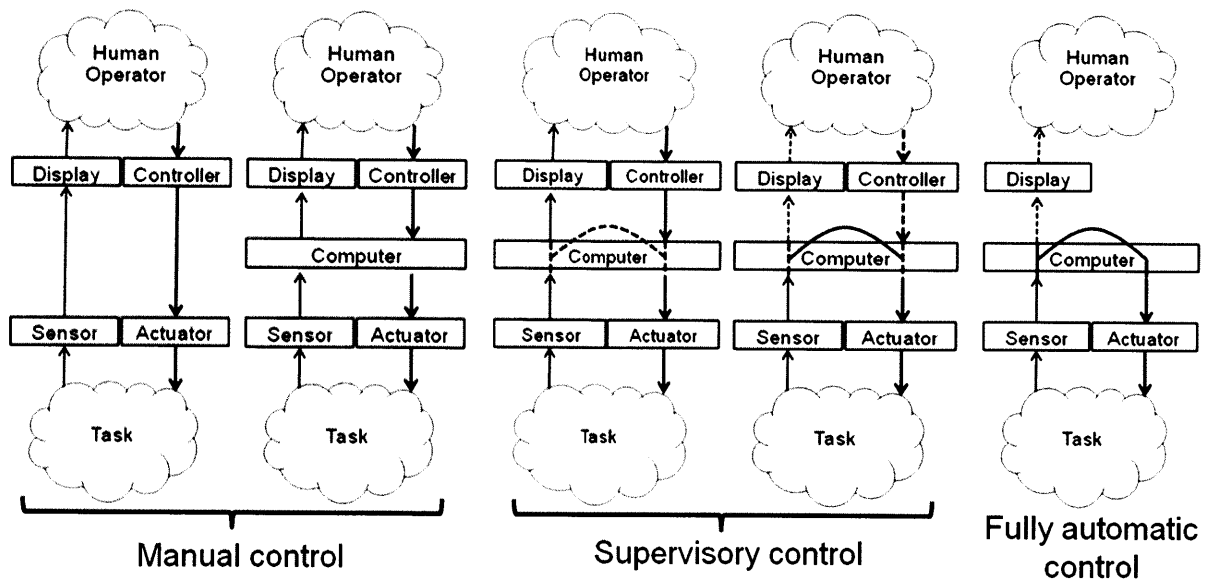 Human
Operator
Display
Controller
Sensor
Actuator
Task
Human
Operator
Display
Controller
Computer
Sensor
Actuator
Task
Manual control
Human
Operator
Display
Controller
Computer
Sensor
Actuator
Task
Human
Operator
Display
Controller
Computer
Sensor
Actuator
Task
Supervisory control
Human
Operator
Display
Computer
Sensor
Actuator
Task
Fully automatic
control